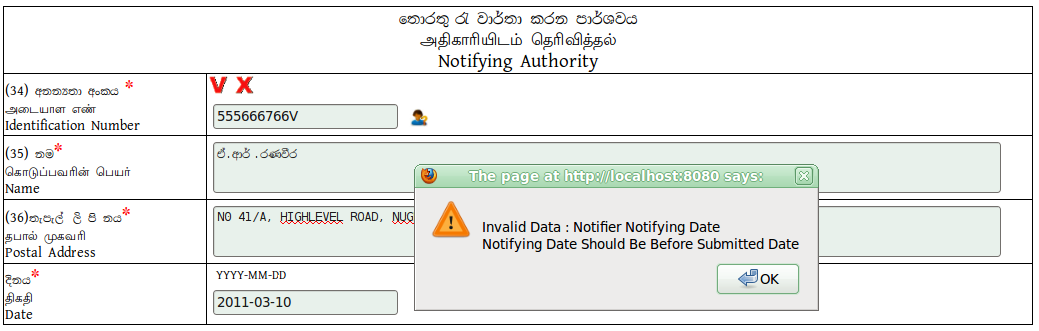 තොරතු රැ වාර්තා කරන පාර්ශවය
அதிகாரியிடம் தெரிவித்தல்
Notifying Authority
(34) අනන්‍යතා අංකය *
அடையாள எண்
Identification Number
V X
555666766V
(35) නම*
கொடுப்பவரின் பெயர்
Name
ඒ.ආර් .රණවීර
(36)තැපැල් ලි පි නය*
தபால் முகவரி
Postal Address
NO 41/A, HIGHLEVEL ROAD, NUG
දිනය*
திகதி
Date
YYYY-MM-DD
2011-03-10
The page at http://localhost:8080 says:
Invalid Data : Notifier Notifying Date
Notifying Date Should Be Before Submitted Date
OK